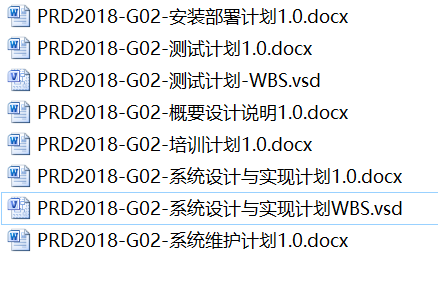 PRD2018-G02-安装部署计划1.0.docx
PRD2018-G02-测试计划1.0.docx
PRD2018-G02-测试计划-WBS.vsd
PRD2018-G02-概要设计说明1.0.docx
PRD2018-G02-培训计划1.0.docx
PRD2018-G02-系统设计与实现计划1.0.docx
PRD2018-G02-系统设计与实现计划WBS.vsd
PRD2018-G02-系统维护计划1.0.docx